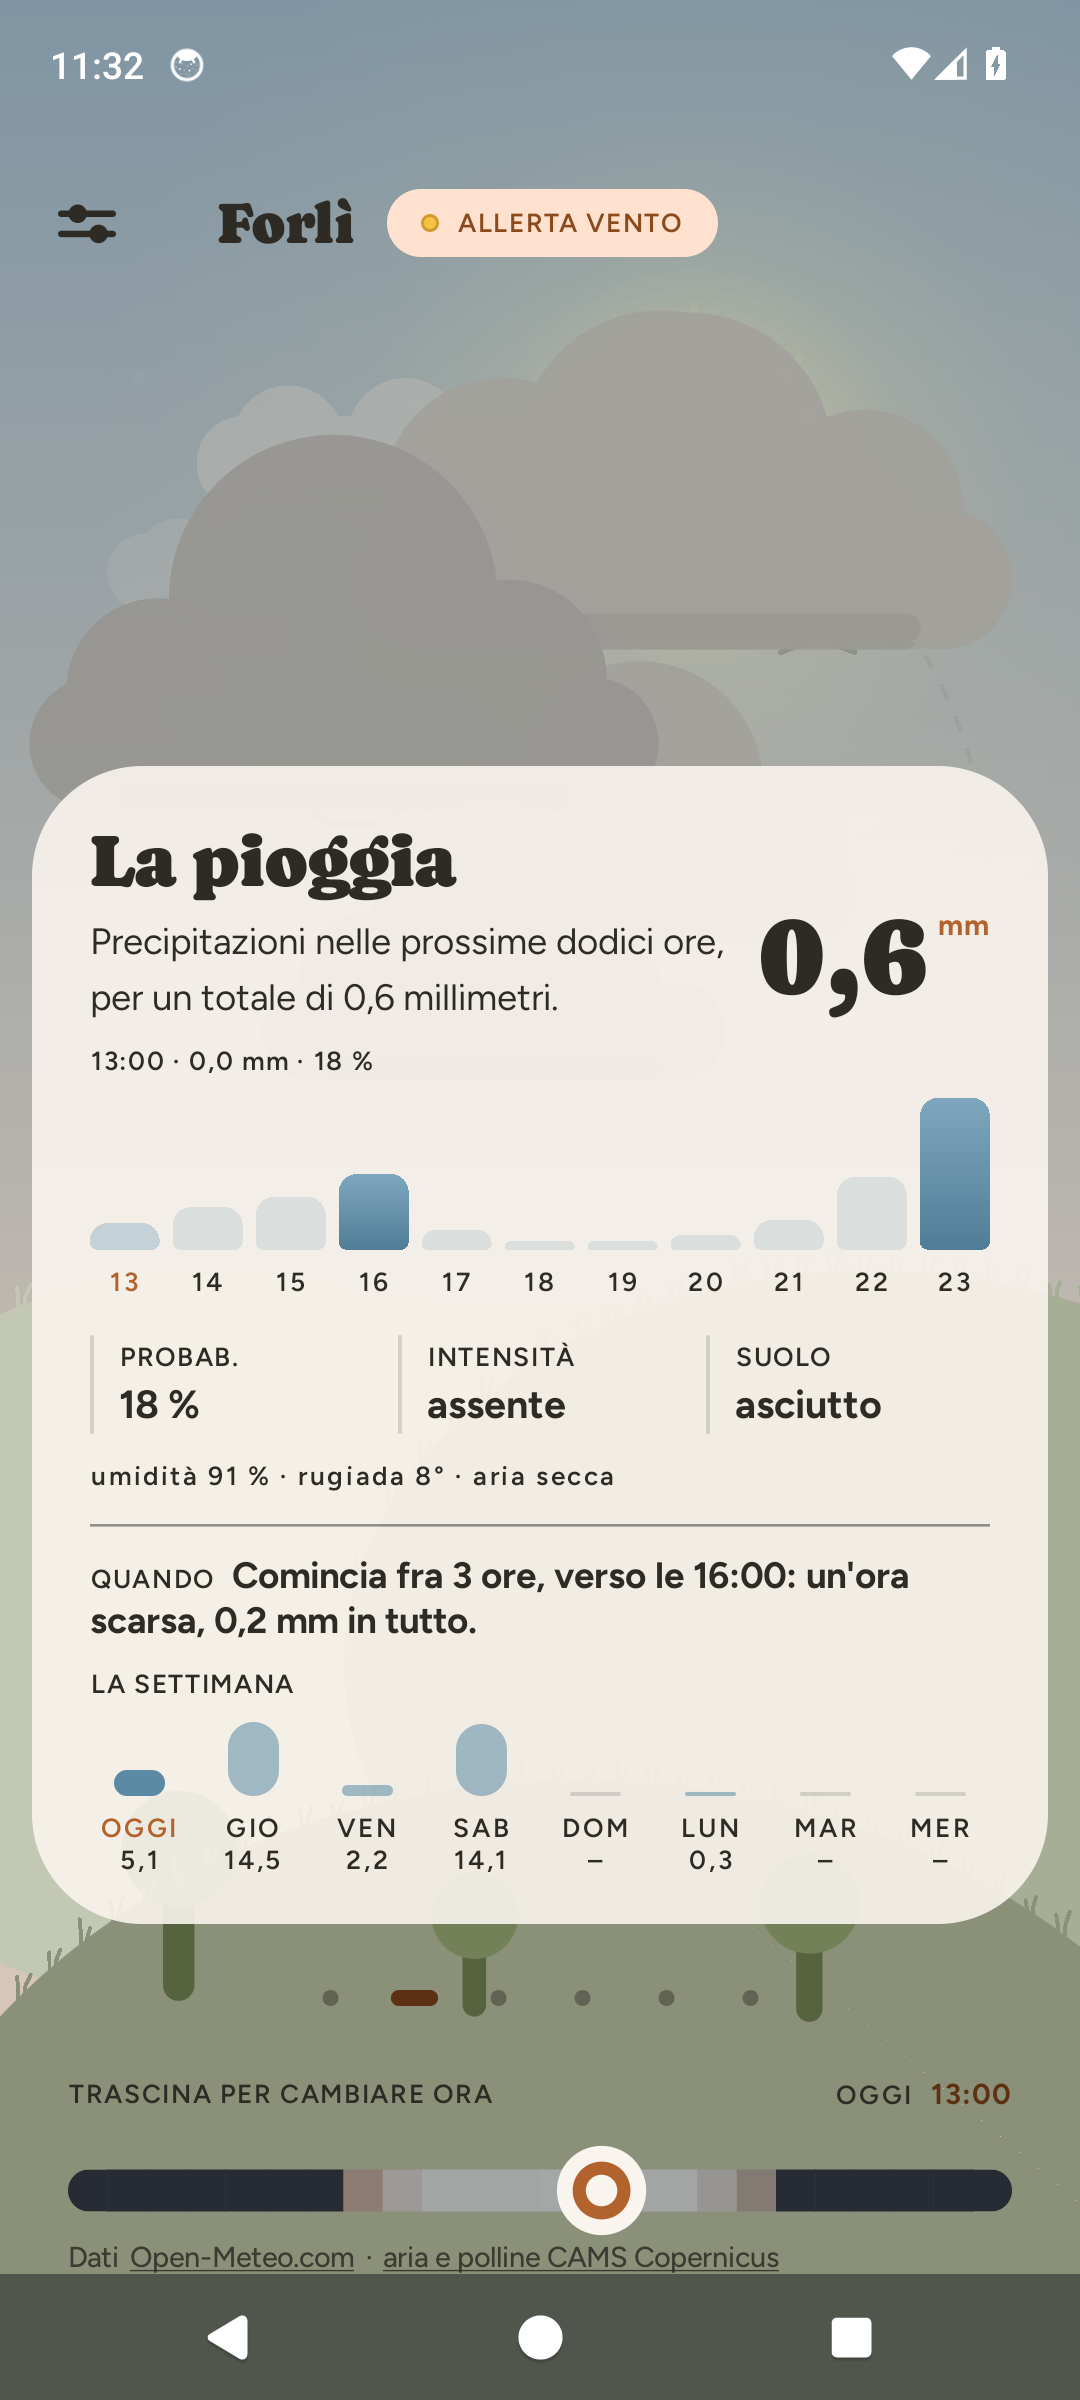 11:32
Forlì
ALLERTA VENTO
La pioggia
Precipitazioni nelle prossime dodici ore,
per un totale di 0,6 millimetri.
0,6 mm
13:00 · 0,0 mm · 18 %
13 14 15 16 17 18 19 20 21 22 23
PROBAB. INTENSITÀ SUOLO
18 % assente asciutto
umidità 91 % · rugiada 8° · aria secca
QUANDO Comincia fra 3 ore, verso le 16:00: un'ora
scarsa, 0,2 mm in tutto.
LA SETTIMANA
OGGI GIO VEN SAB DOM LUN MAR MER
5,1 14,5 2,2 14,1 – 0,3 – –
TRASCINA PER CAMBIARE ORA
OGGI 13:00
Dati Open-Meteo.com · aria e polline CAMS Copernicus